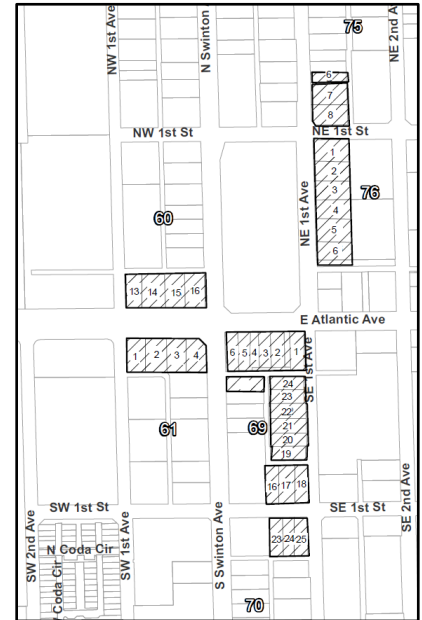 NW 1st Ave
N Swinton
75
NE 2nd A
6
7
8
NW 1st St
NE 1st St
NE 1st Ave
1
2
3
4
5
6
76
60
13 14 15 16
E Atlantic Ave
1 2 3 4
6 5 4 3 2 1
SE 1st Ave
24
23
22
21
20
19
61
69
16 17 18
SW 1st St
SE 1st St
SW 2nd Ave
N Coda Cir
Coda Cir
SW 1st Ave
S Swinton Ave
23 24 25
SE 2nd Ave
70